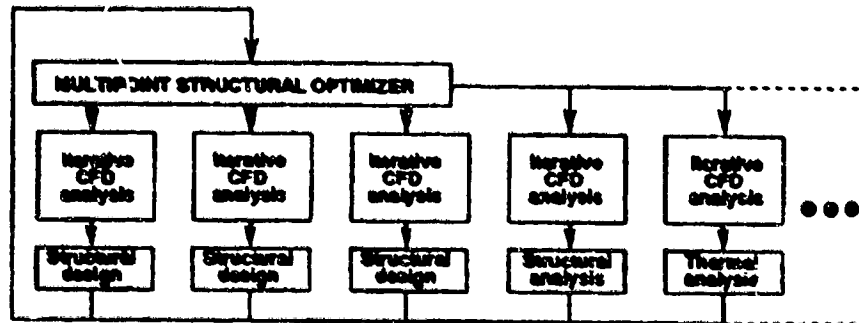 MULTIPOINT STRUCTURAL OPTIMIZER
Iterative
CFD
analysis
Iterative
CFD
analysis
Iterative
CFD
analysis
Iterative
CFD
analysis
Iterative
CFD
analysis
Structural
design
Structural
design
Structural
design
Structural
analysis
Thermal
analysis